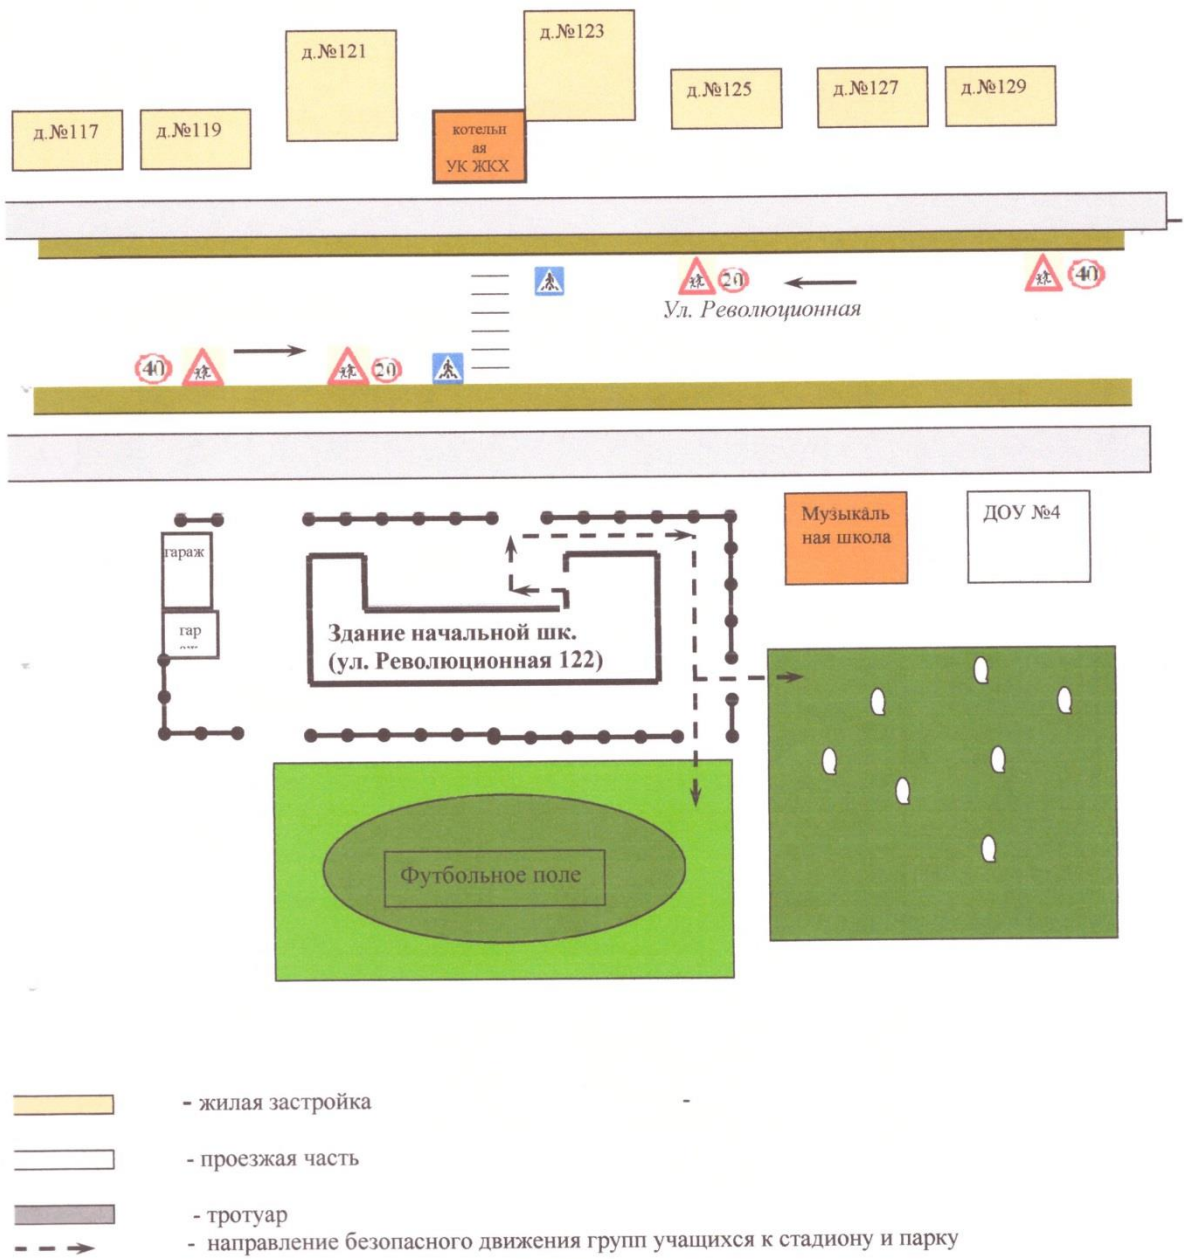 д.№123
д.№121
д.№125
д.№127
д.№129
д.№117
д.№119
котельн
ая
УК ЖКХ
20
40
Ул. Революционная
40
20
Музыкаль
ная школа
ДОУ №4
гараж
гар
Здание начальной шк.
(ул. Революционная 122)
Футбольное поле
- жилая застройка
-
- проезжая часть
- тротуар
- направление безопасного движения групп учащихся к стадиону и парку